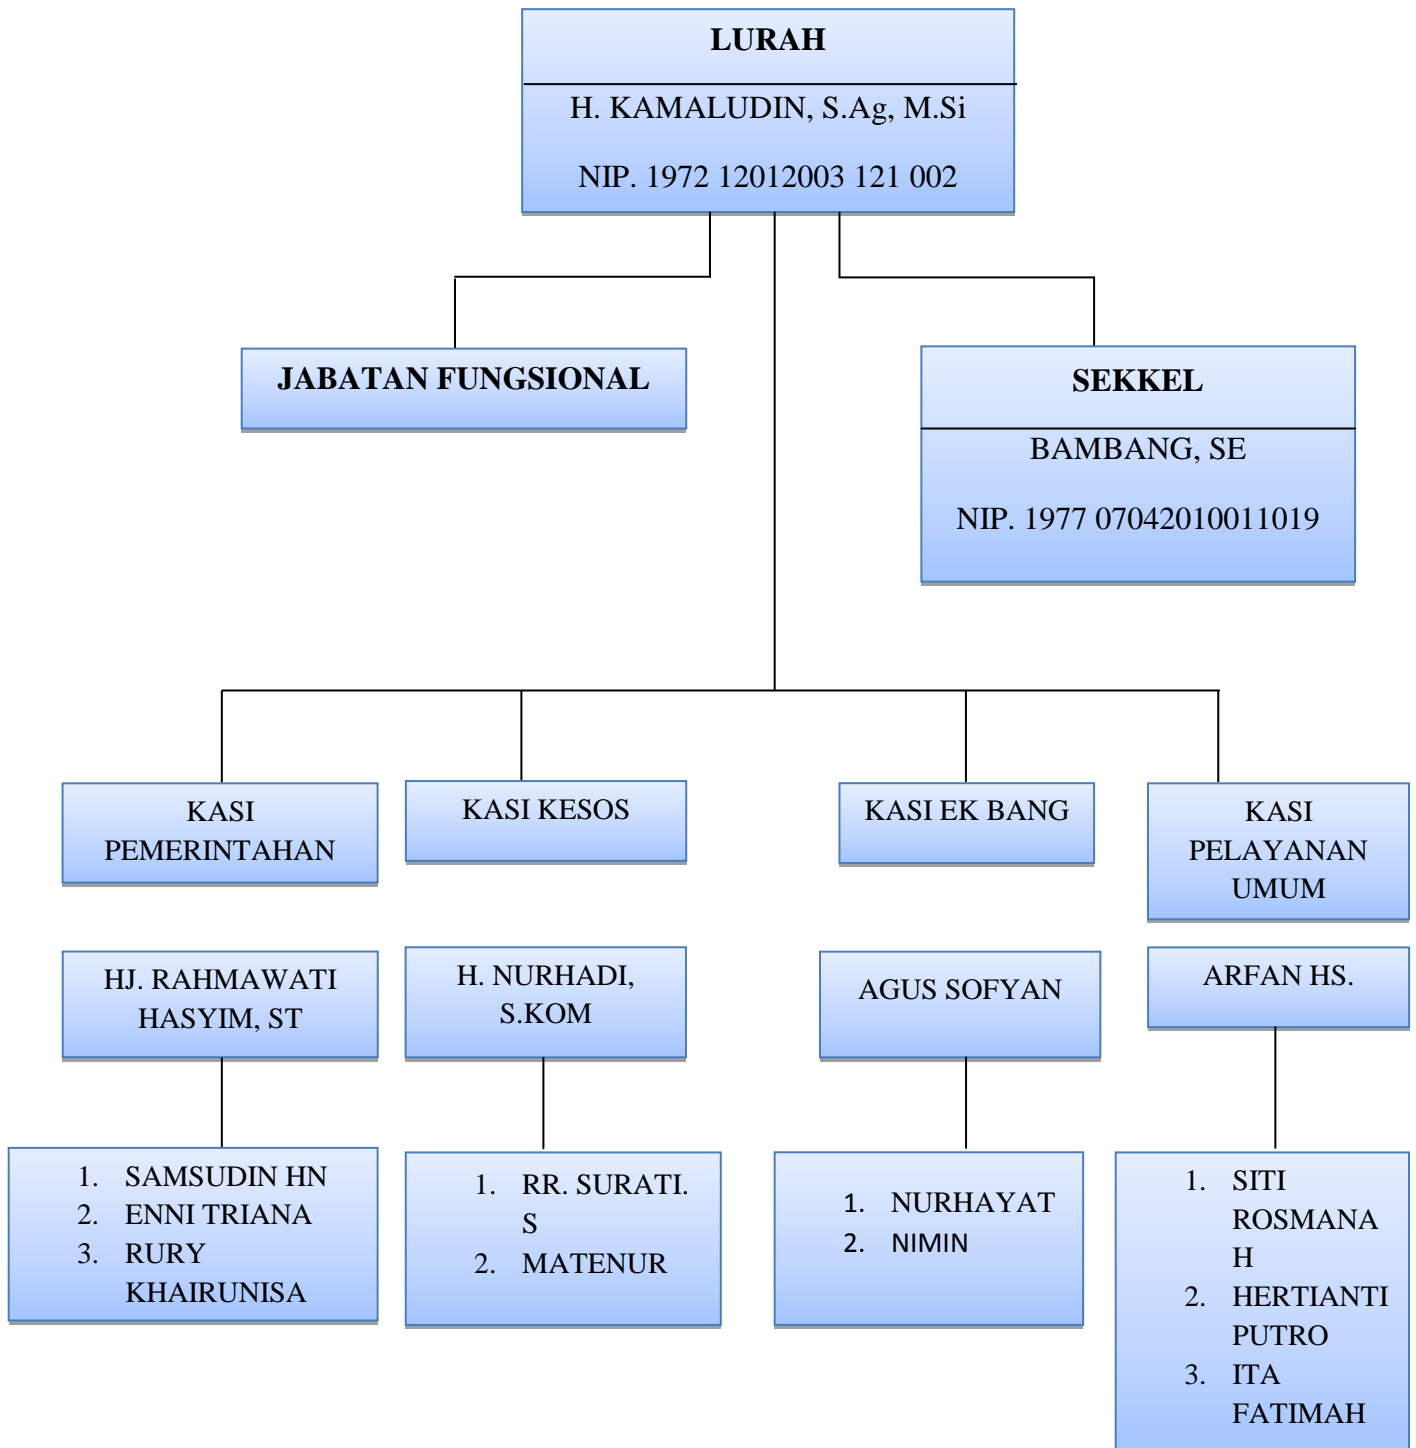 LURAH
H. KAMALUDIN, S.Ag, M.Si
NIP. 1972 12012003 121 002
JABATAN FUNGSIONAL
SEKKEL
BAMBANG, SE
NIP. 1977 07042010011019
KASI
PEMERINTAHAN
KASI KESOS
KASI EK BANG
KASI
PELAYANAN
UMUM
HJ. RAHMAWATI
HASYIM, ST
H. NURHADI,
S.KOM
AGUS SOFYAN
ARFAN HS.
1. SAMSUDIN HN
2. ENNI TRIANA
3. RURY
KHAIRUNISA
1. RR. SURATI.
S
2. MATENUR
1. NURHAYAT
2. NIMIN
1. SITI
ROSMANA
H
2. HERTIANTI
PUTRO
3. ITA
FATIMAH